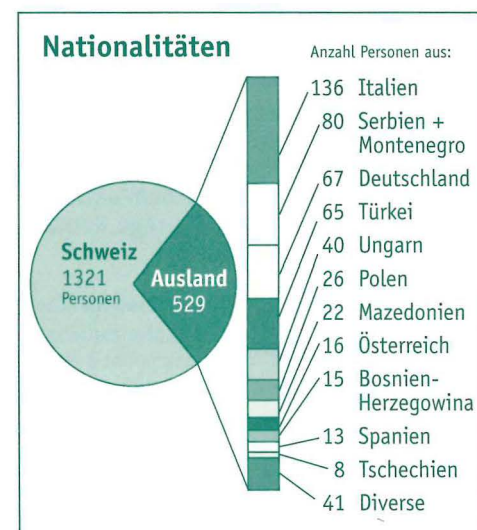 Nationalitäten
Anzahl Personen aus:
136 Italien
80 Serbien +
Montenegro
67 Deutschland
65 Türkei
40 Ungarn
26 Polen
22 Mazedonien
16 Österreich
15 Bosnien-
Herzegowina
13 Spanien
8 Tschechien
41 Diverse
Schweiz
1321
Personen
Ausland
529